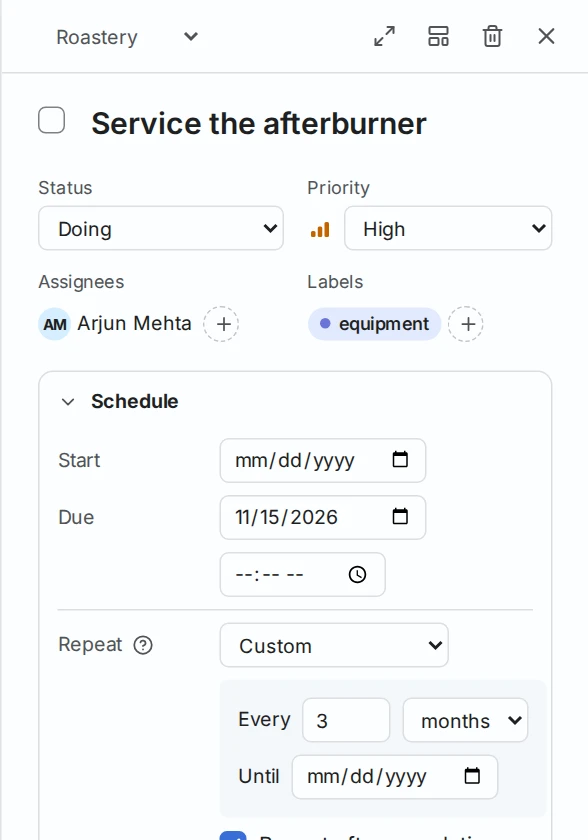 Roastery
Service the afterburner
Status Priority
Doing High
Assignees Labels
AM Arjun Mehta equipment
Schedule
Start mm/dd/yyyy
Due 11/15/2026
--:-- --
Repeat Custom
Every 3 months
Until mm/dd/yyyy